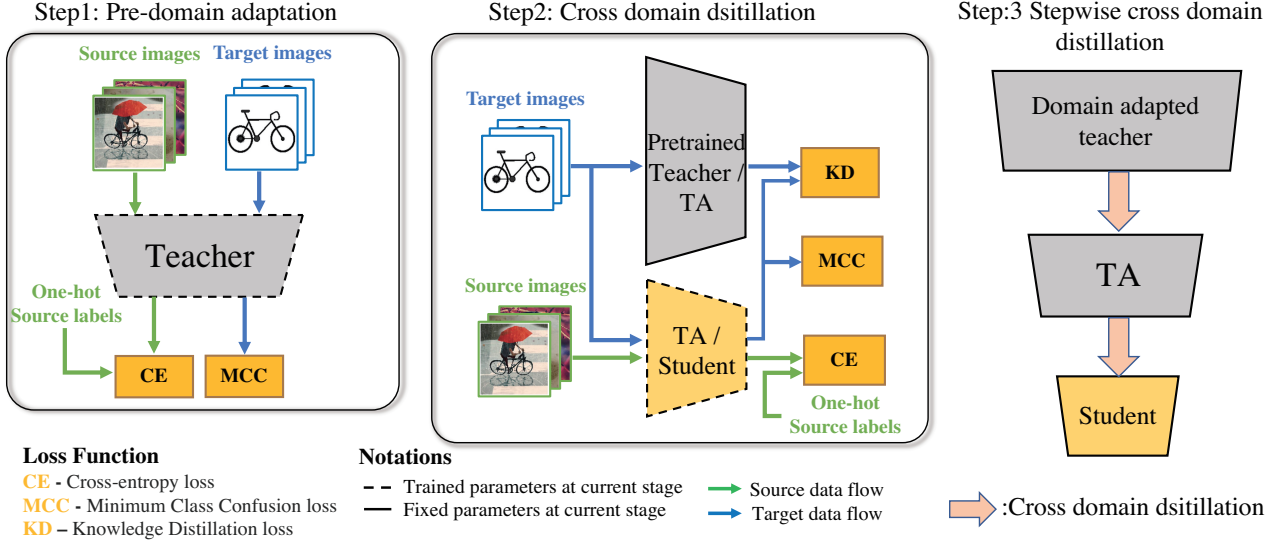 Step1: Pre-domain adaptation
Source images
Target images
Teacher
One-hot
Source labels
CE
MCC
Step2: Cross domain dsitillation
Target images
Pretrained
Teacher /
TA
KD
MCC
Source images
TA /
Student
CE
One-hot
Source labels
Step:3 Stepwise cross domain
distillation
Domain adapted
teacher
TA
Student
:Cross domain dsitillation
Loss Function
CE - Cross-entropy loss
MCC - Minimum Class Confusion loss
KD – Knowledge Distillation loss
Notations
Trained parameters at current stage
Fixed parameters at current stage
Source data flow
Target data flow